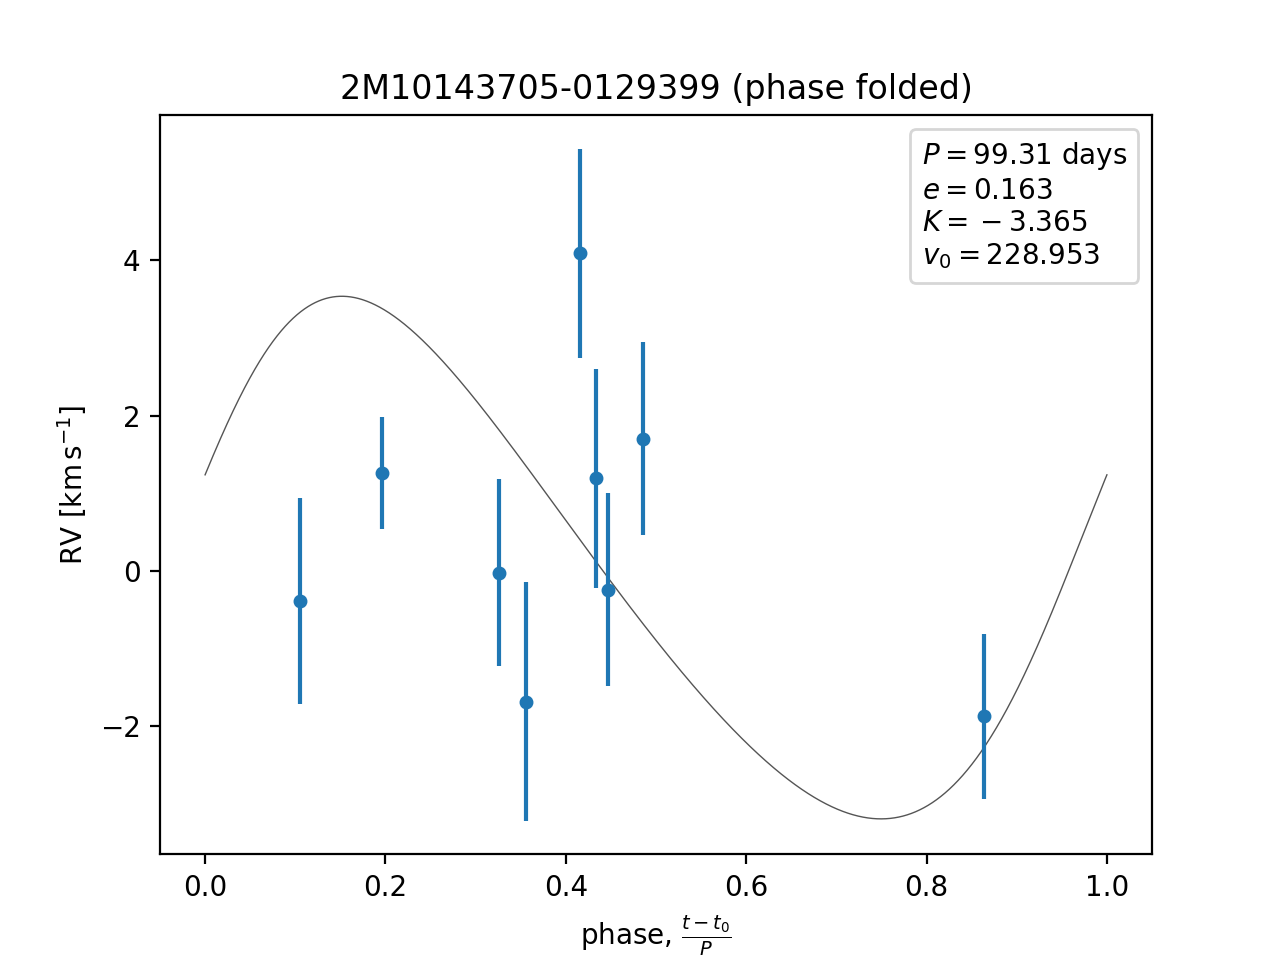 2M10143705-0129399 (phase folded)
P = 99.31 days
e = 0.163
K = −3.365
v₀ = 228.953
RV [km s⁻¹]
4
2
0
−2
0.0 0.2 0.4 0.6 0.8 1.0
phase, (t − t₀)/P